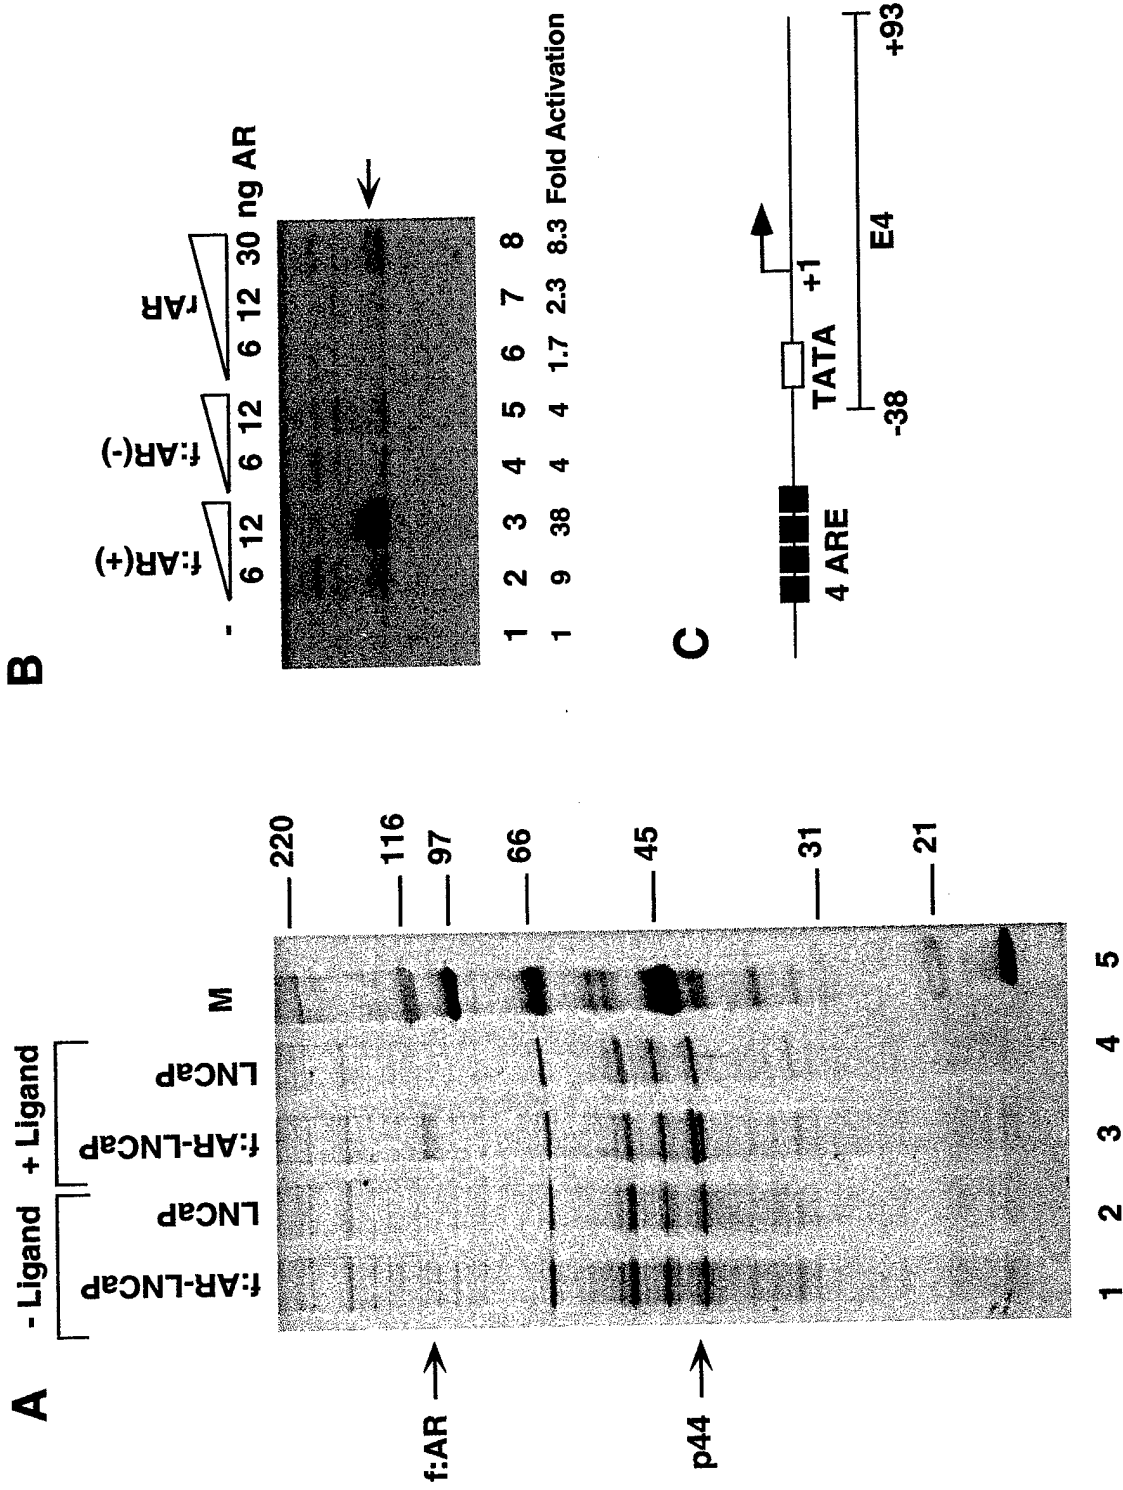 A
- Ligand + Ligand
f:AR-LNCaP LNCaP f:AR-LNCaP LNCaP M
f:AR
p44
220
116
97
66
45
31
21
1 2 3 4 5
B
- f:AR(+) f:AR(-) rAR
6 12 6 12 6 12 30 ng AR
1 2 3 4 5 6 7 8
1 9 38 4 4 1.7 2.3 8.3 Fold Activation
C
4 ARE
TATA
+1
-38
E4
+93